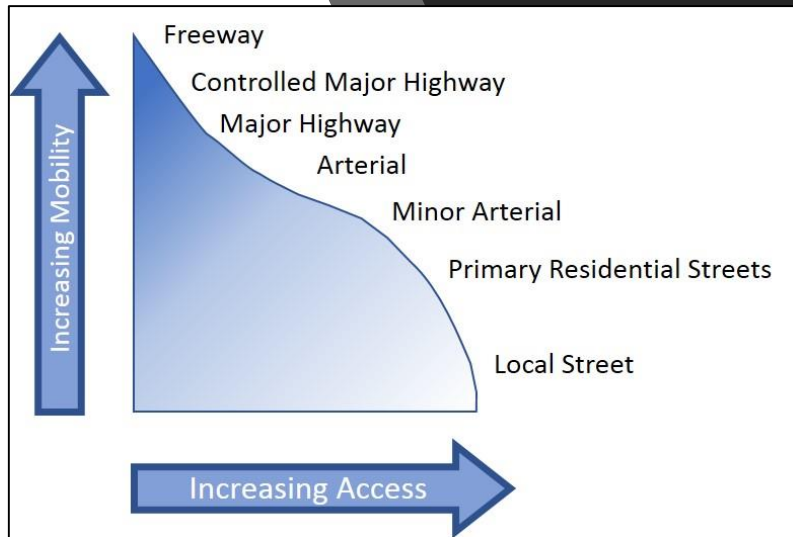 Freeway
Controlled Major Highway
Major Highway
Arterial
Minor Arterial
Primary Residential Streets
Local Street
Increasing Mobility
Increasing Access